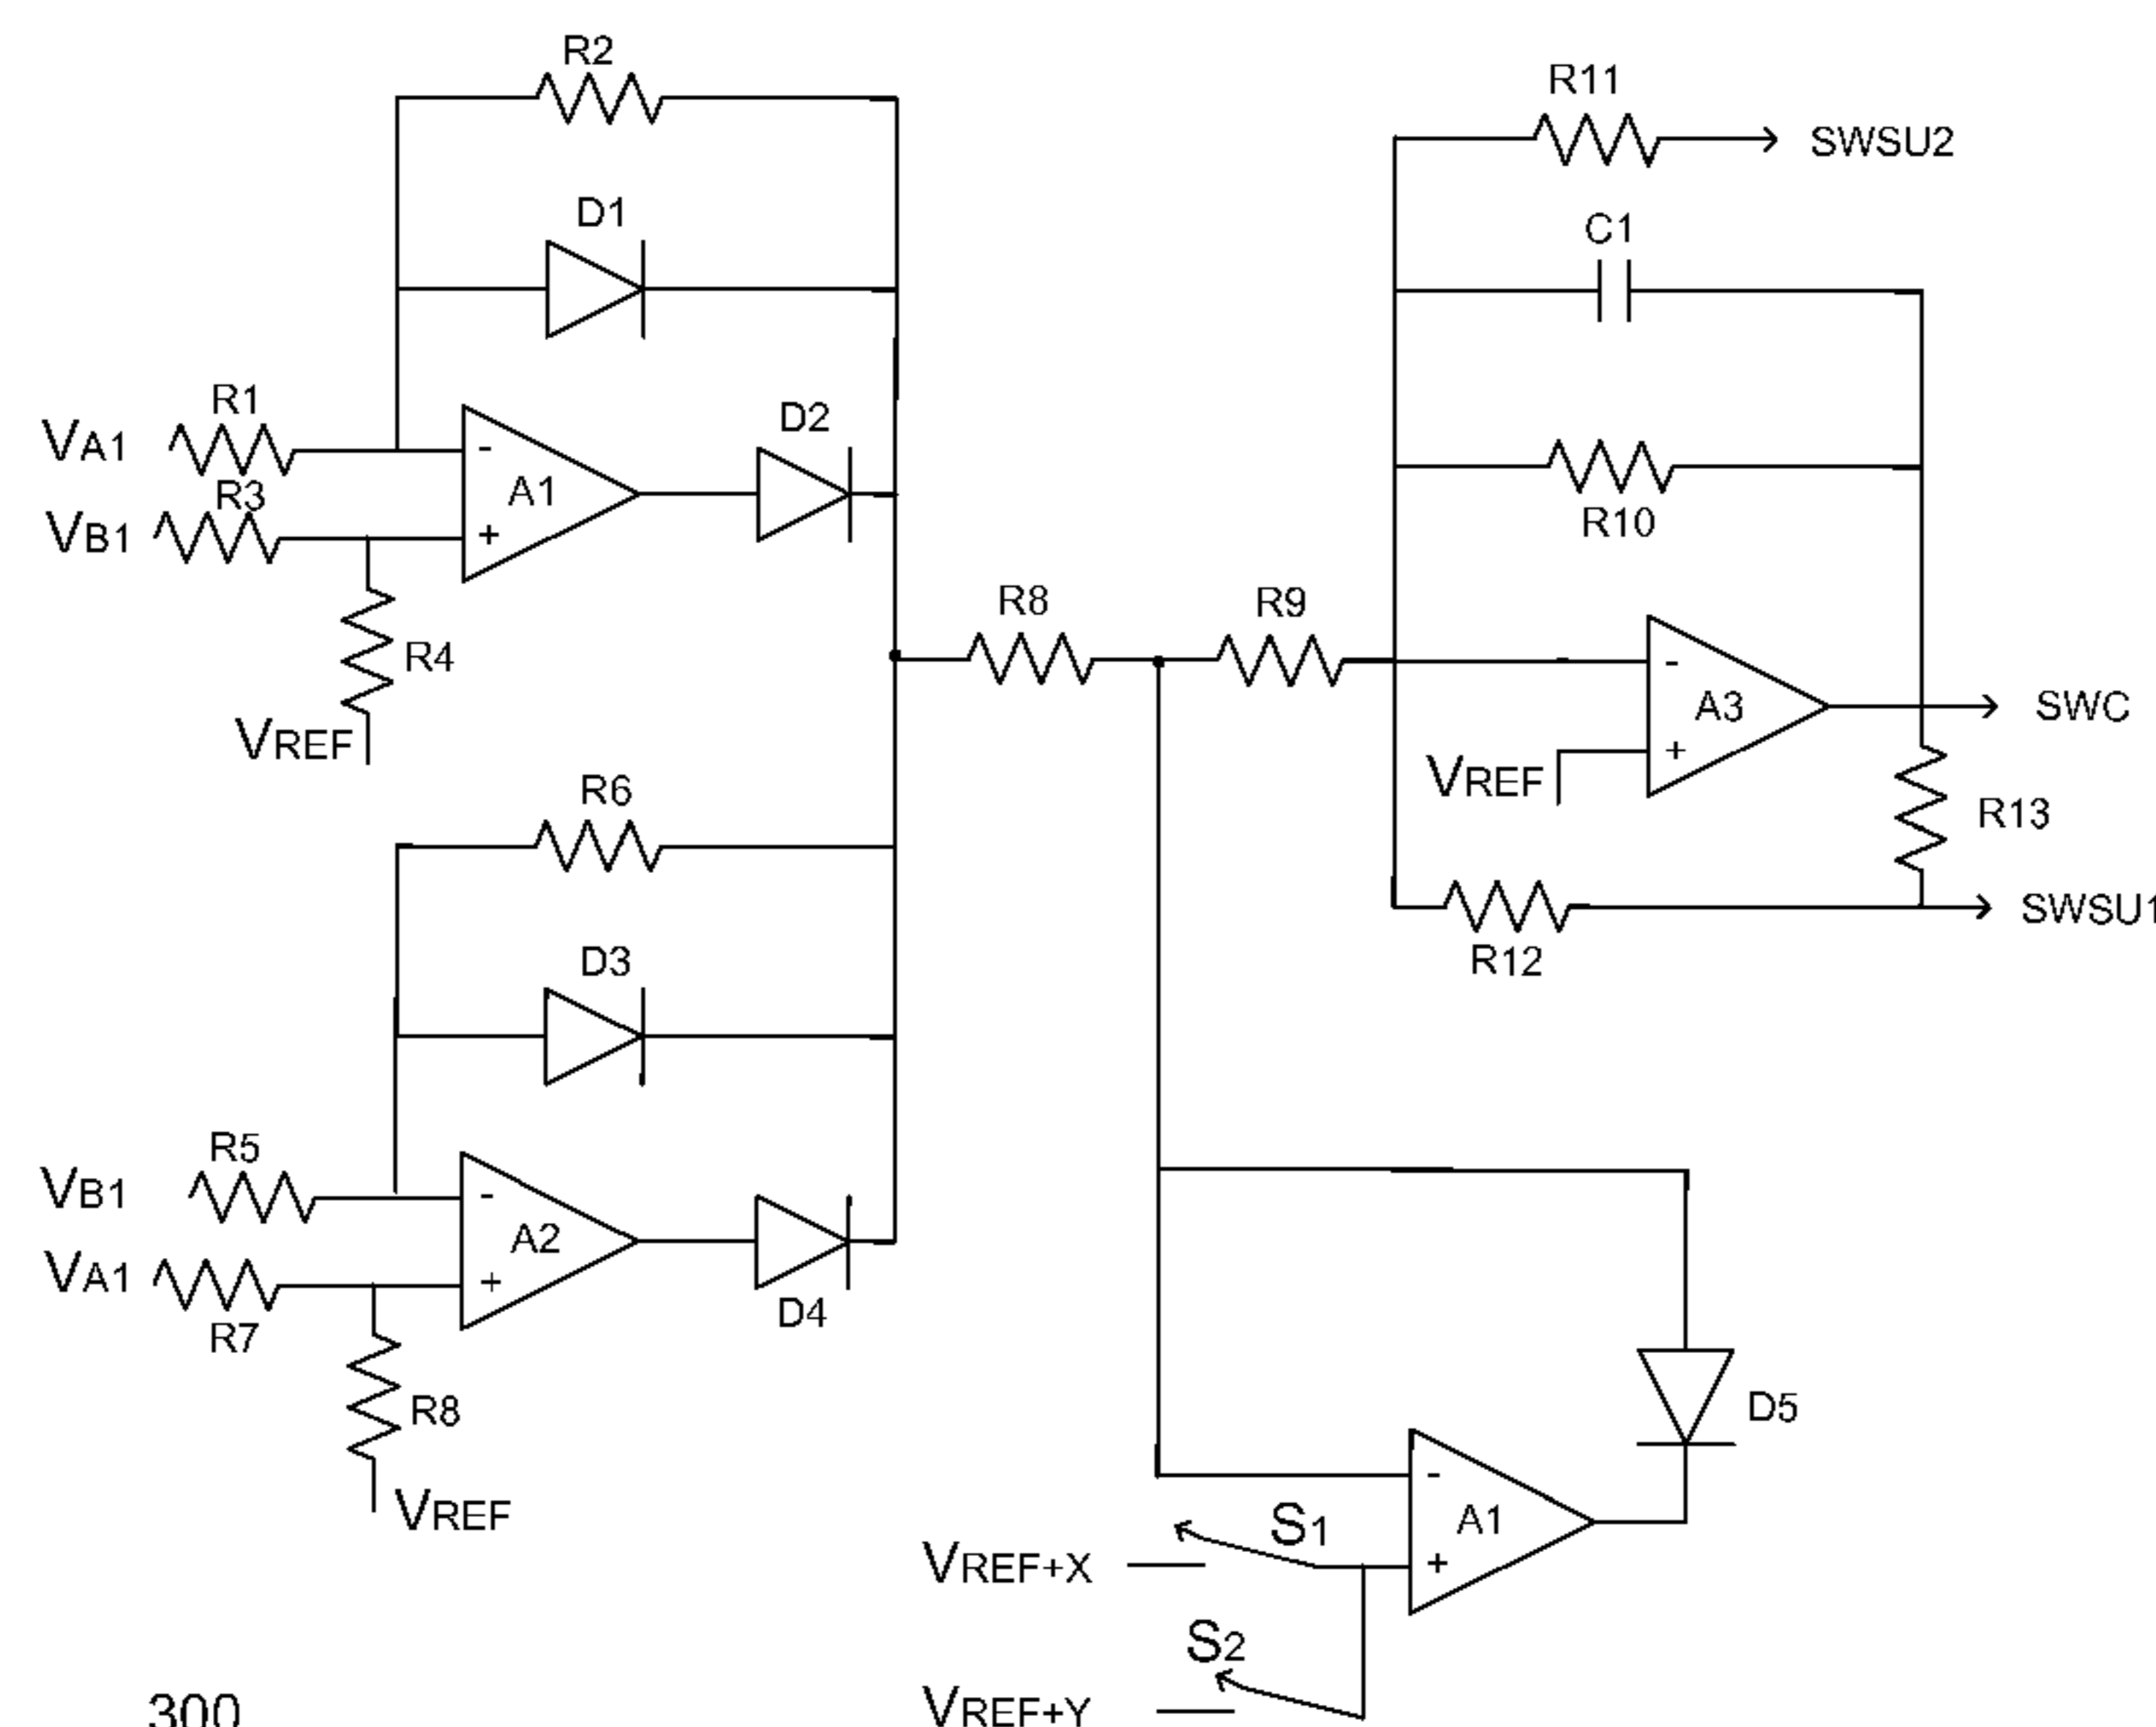 R2
R11
SWSU2
D1
C1
R1
D2
VA1
-
R3
A1
VB1
+
R10
R8
R9
R4
-
A3
SWC
VREF
+
VREF
R6
R13
SWSU1
D3
R12
R5
VB1
-
A2
VA1
+
R7
D4
R8
D5
VREF
-
S1
A1
VREF+X
+
S2
300
VREF+Y